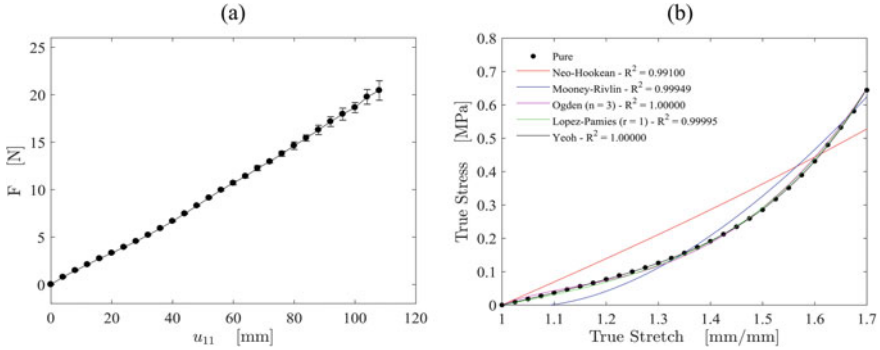 (a)
25
20
15
10
5
0
F [N]
0 20 40 60 80 100 120
u₁₁ [mm]
(b)
0.8
0.7
0.6
0.5
0.4
0.3
0.2
0.1
0
True Stress [MPa]
Pure
Neo-Hookean - R² = 0.99100
Mooney-Rivlin - R² = 0.99949
Ogden (n = 3) - R² = 1.00000
Lopez-Pamies (r = 1) - R² = 0.99995
Yeoh - R² = 1.00000
1 1.1 1.2 1.3 1.4 1.5 1.6 1.7
True Stretch [mm/mm]